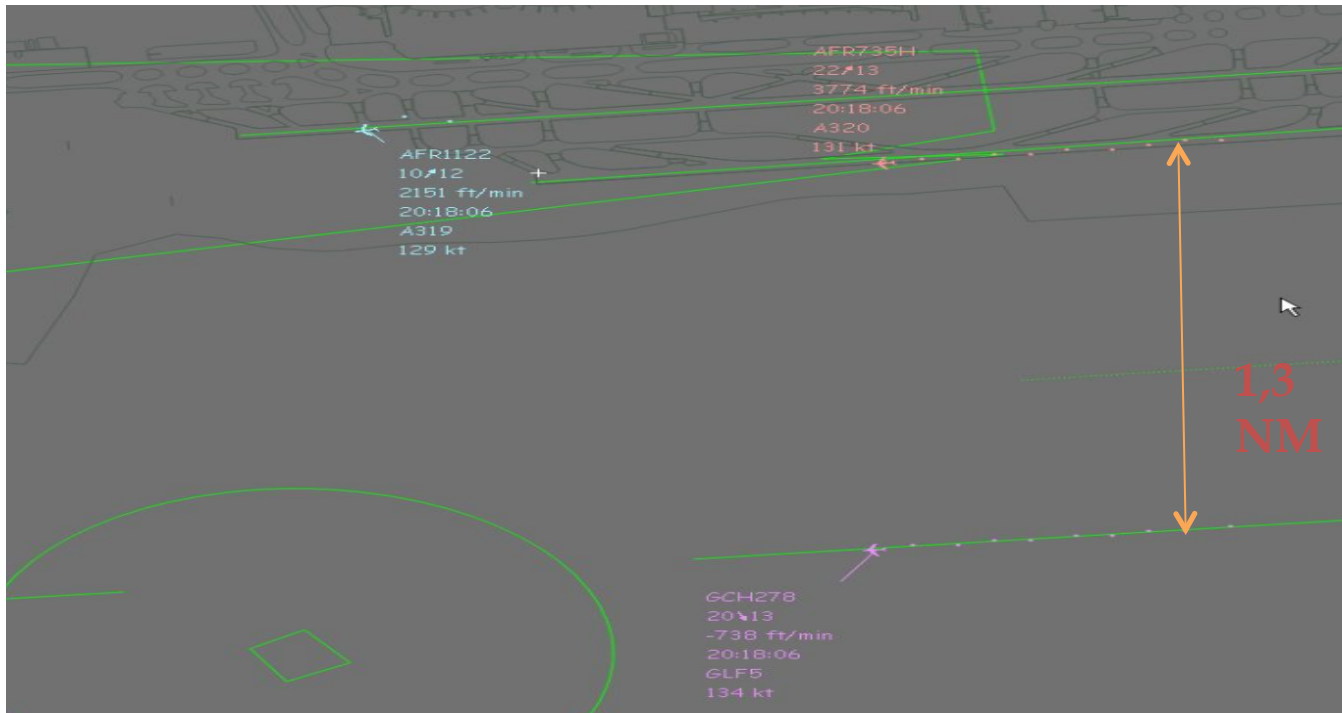 AFR735H
22↗13
3774 ft/min
20:18:06
A320
131 kt
AFR1122
10↗12
2151 ft/min
20:18:06
A319
129 kt
1,3
NM
GCH278
20↘13
-738 ft/min
20:18:06
GLF5
134 kt